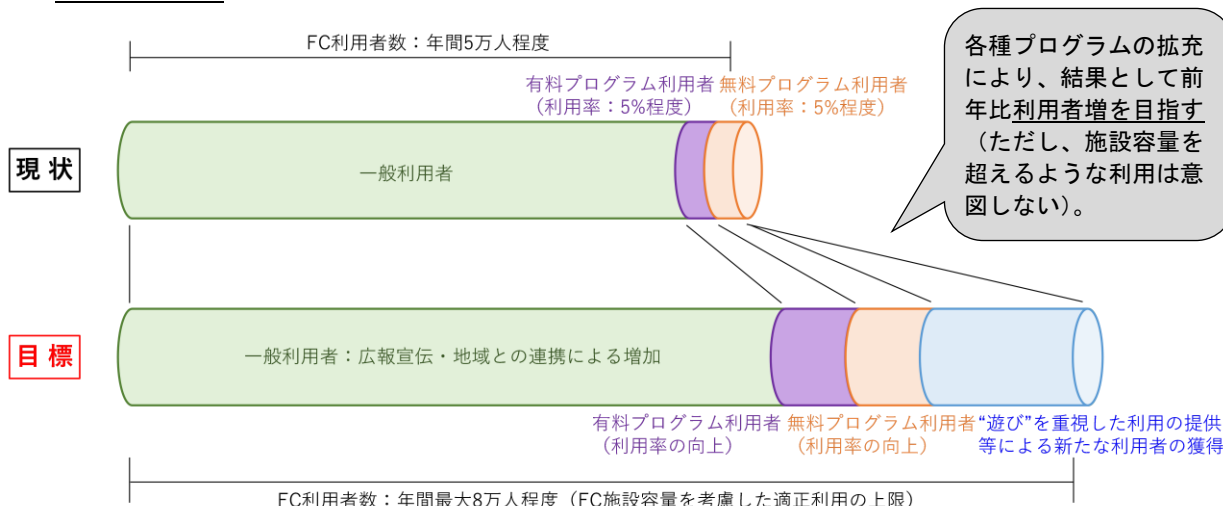 FC利用者数：年間5万人程度
各種プログラムの拡充
により、結果として前
年比利用者増を目指す
（ただし、施設容量を
超えるような利用は意
図しない）。
有料プログラム利用者
（利用率：5%程度）
無料プログラム利用者
（利用率：5%程度）
現 状
一般利用者
目 標
一般利用者：広報宣伝・地域との連携による増加
有料プログラム利用者
（利用率の向上）
無料プログラム利用者
（利用率の向上）
“遊び”を重視した利用の提供
等による新たな利用者の獲得
FC利用者数：年間最大8万人程度（FC施設容量を考慮した適正利用の上限）